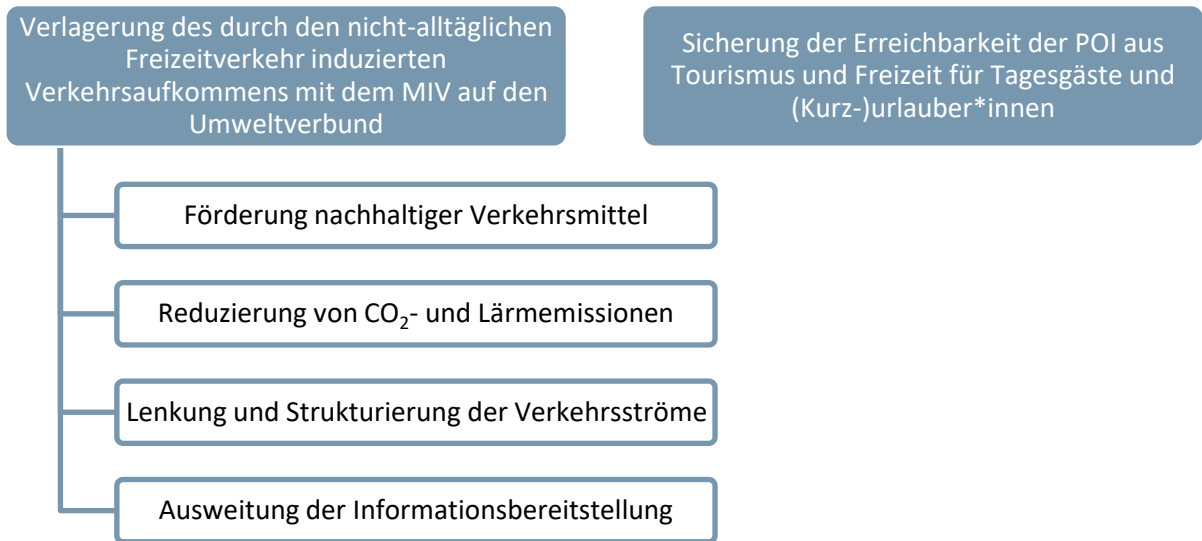 Verlagerung des durch den nicht-alltäglichen
Freizeitverkehr induzierten
Verkehrsaufkommens mit dem MIV auf den
Umweltverbund
Sicherung der Erreichbarkeit der POI aus
Tourismus und Freizeit für Tagesgäste und
(Kurz-)urlauber*innen
Förderung nachhaltiger Verkehrsmittel
Reduzierung von CO₂- und Lärmemissionen
Lenkung und Strukturierung der Verkehrsströme
Ausweitung der Informationsbereitstellung